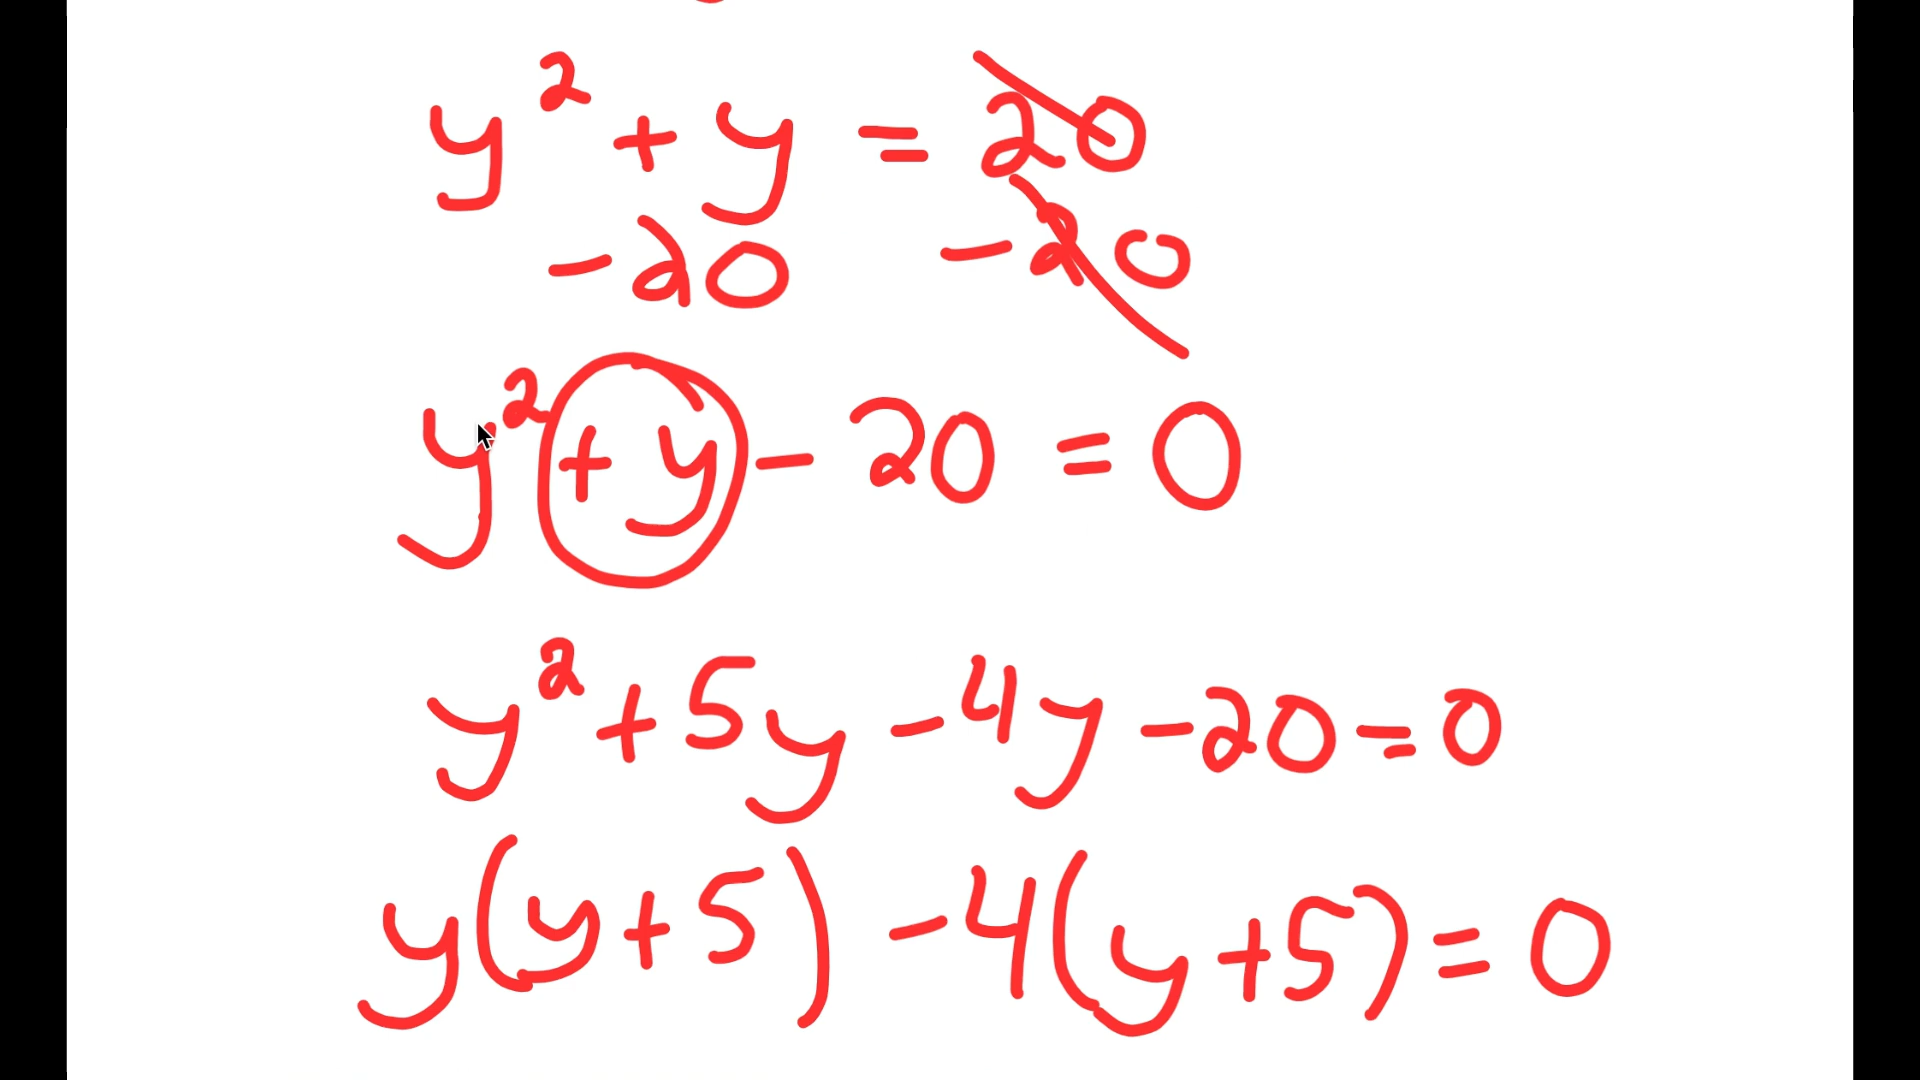 y² + y = 20
-20 -20
y² + y - 20 = 0
y² + 5y - 4y - 20 = 0
y(y+5) - 4(y+5) = 0